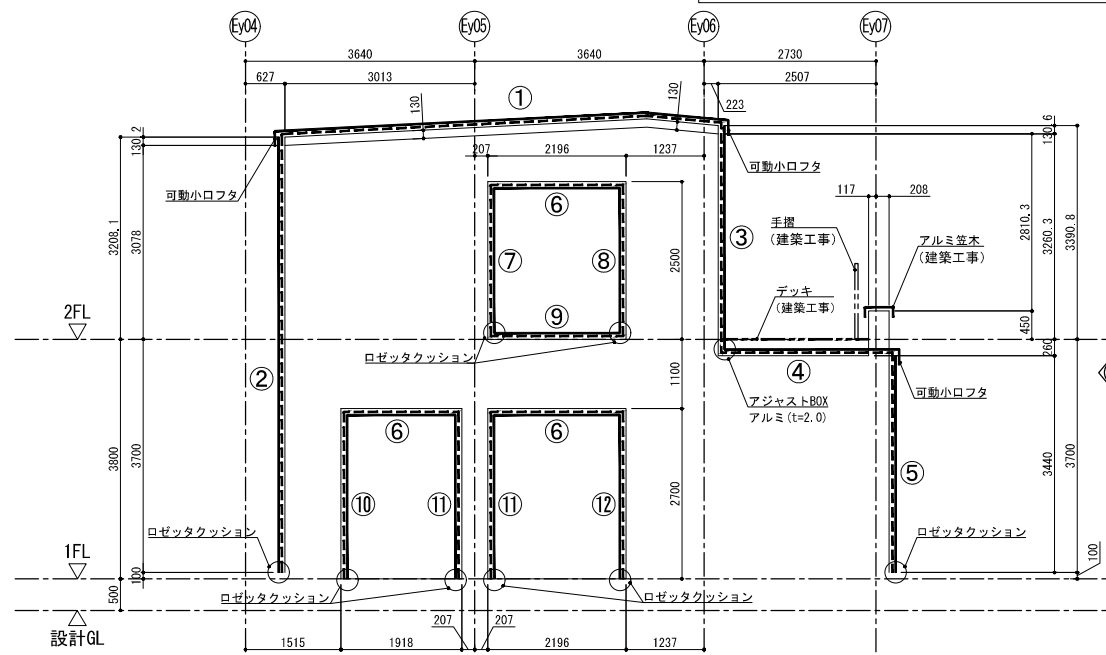 Ey04
Ey05
Ey06
Ey07
3640
3640
2730
627
3013
2507
223
130
①
130
130.2
130.6
可動小口フタ
可動小口フタ
207
2196
1237
117
208
手摺
(建築工事)
アルミ笠木
(建築工事)
デッキ
(建築工事)
⑥
⑦
⑧
⑨
③
2500
3208.1
3078
2810.3
3260.3
3390.8
450
2FL
260
ロゼッタクッション
②
1100
④
アジャストBOX
アルミ(t=2.0)
可動小口フタ
⑥
⑥
⑩
⑪
⑪
⑫
⑤
3800
3700
2700
3440
3700
ロゼッタクッション
ロゼッタクッション
1FL
100
100
500
ロゼッタクッション
ロゼッタクッション
設計GL
1515
1918
207
207
2196
1237